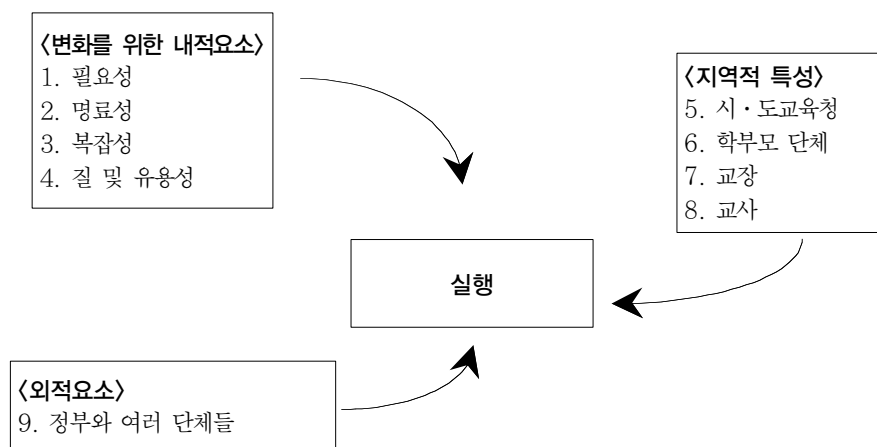 〈변화를 위한 내적요소〉
1. 필요성
2. 명료성
3. 복잡성
4. 질 및 유용성
〈지역적 특성〉
5. 시·도교육청
6. 학부모 단체
7. 교장
8. 교사
실행
〈외적요소〉
9. 정부와 여러 단체들